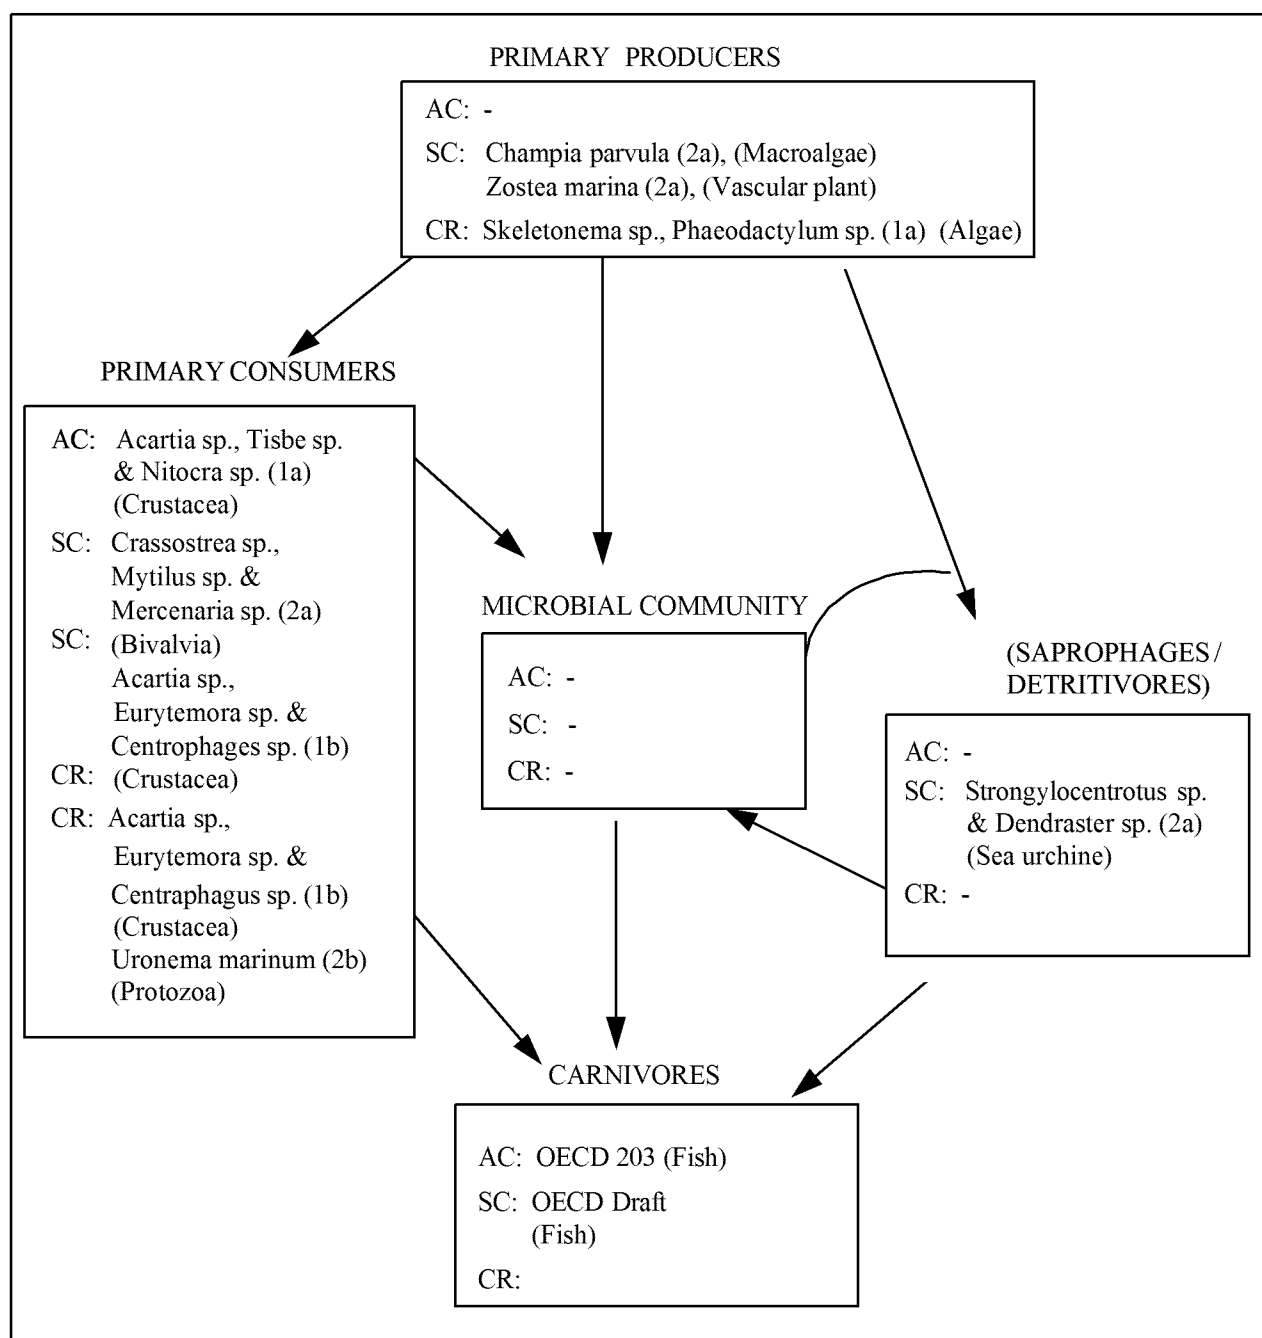 PRIMARY PRODUCERS
AC: -
SC: Champia parvula (2a), (Macroalgae)
Zostea marina (2a), (Vascular plant)
CR: Skeletonema sp., Phaeodactylum sp. (1a) (Algae)
PRIMARY CONSUMERS
AC: Acartia sp., Tisbe sp.
& Nitocra sp. (1a)
(Crustacea)
SC: Crassostrea sp.,
Mytilus sp. &
Mercenaria sp. (2a)
SC: (Bivalvia)
Acartia sp.,
Eurytemora sp. &
Centrophages sp. (1b)
CR: (Crustacea)
CR: Acartia sp.,
Eurytemora sp. &
Centraphagus sp. (1b)
(Crustacea)
Uronema marinum (2b)
(Protozoa)
MICROBIAL COMMUNITY
AC: -
SC: -
CR: -
(SAPROPHAGES /
DETRITIVORES)
AC: -
SC: Strongylocentrotus sp.
& Dendraster sp. (2a)
(Sea urchine)
CR: -
CARNIVORES
AC: OECD 203 (Fish)
SC: OECD Draft
(Fish)
CR: